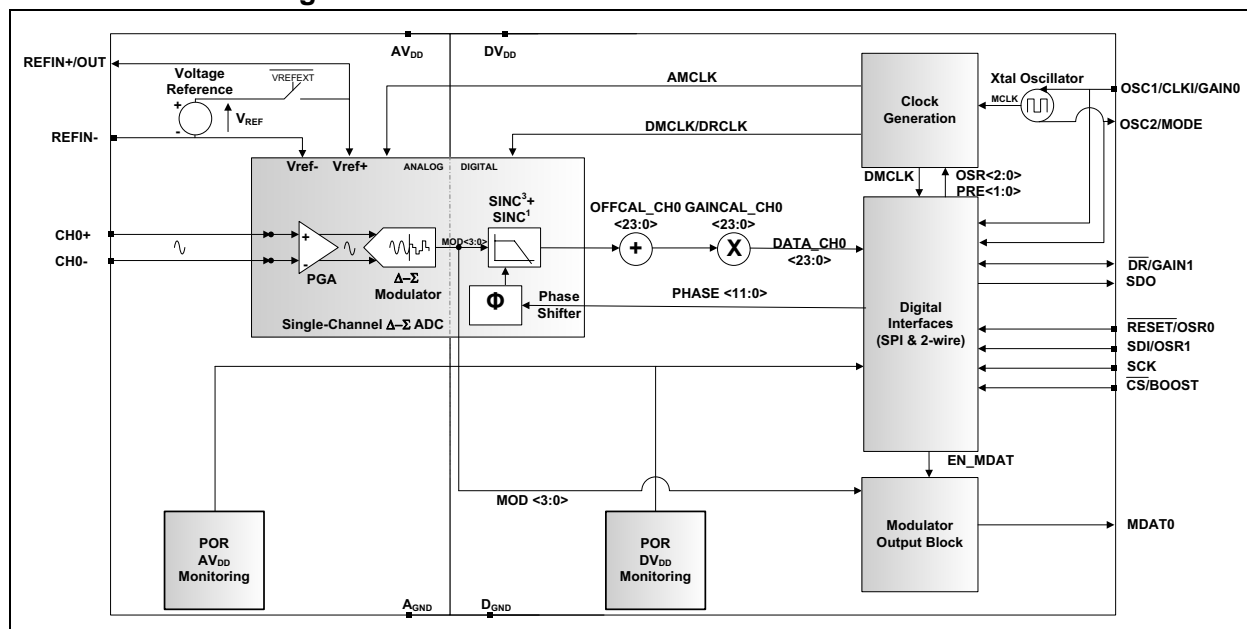 g
AVDD
DVDD
REFIN+/OUT
Voltage
Reference
VREFEXT
+
-
VREF
REFIN-
AMCLK
Xtal Oscillator
MCLK
OSC1/CLKI/GAIN0
OSC2/MODE
Clock
Generation
DMCLK/DRCLK
DMCLK
OSR<2:0>
PRE<1:0>
Vref-
Vref+
ANALOG
DIGITAL
SINC3+
SINC1
OFFCAL_CH0
<23:0>
GAINCAL_CH0
<23:0>
CH0+
CH0-
+
-
PGA
Δ–Σ
Modulator
MOD<3:0>
+
X
DATA_CH0
<23:0>
Φ
Phase
Shifter
PHASE <11:0>
Single-Channel Δ–Σ ADC
Digital
Interfaces
(SPI & 2-wire)
DR/GAIN1
SDO
RESET/OSR0
SDI/OSR1
SCK
CS/BOOST
EN_MDAT
MOD <3:0>
POR
AVDD
Monitoring
POR
DVDD
Monitoring
Modulator
Output Block
MDAT0
AGND
DGND